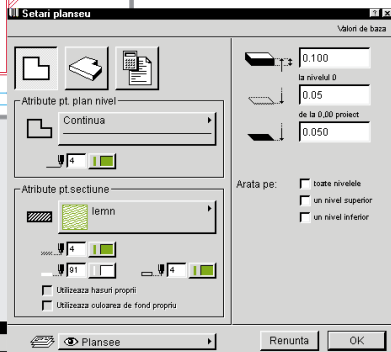 Setari planseu
Valori de baza
0.100
la nivelul 0
0.05
de la 0,00 proiect
0.050
Atribute pt. plan nivel
Continua
4
Atribute pt.sectiune
lemn
4
91
4
Utilizeaza hasuri proprii
Utilizeaza culoarea de fond propriu
Arata pe:
toate nivelele
un nivel superior
un nivel inferior
Plansee
Renunta
OK